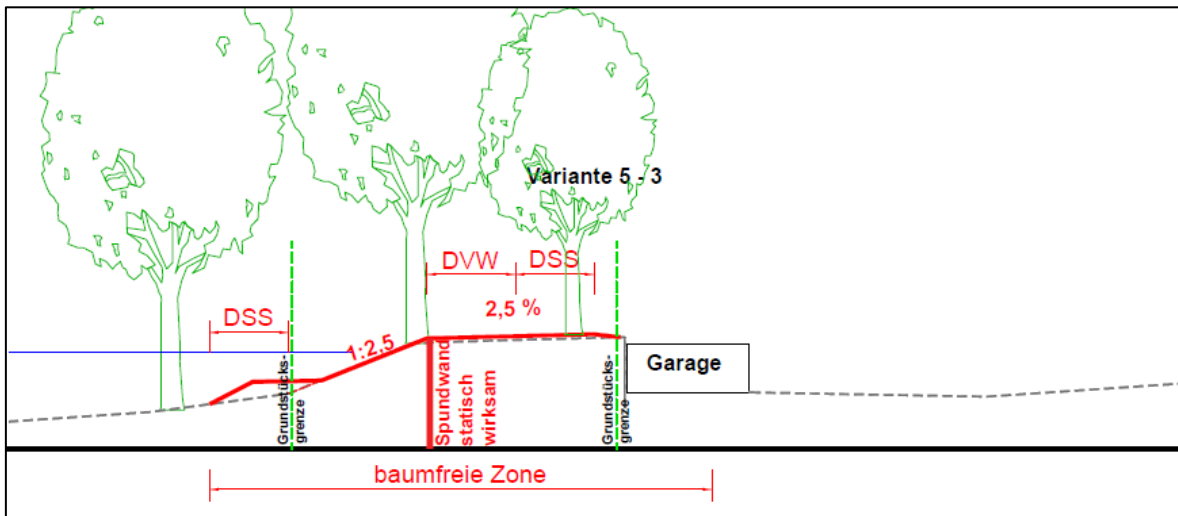 Variante 5 - 3
DVW
DSS
2,5 %
DSS
1:2,5
Garage
Grundstücks-
grenze
Spundwand
statisch
wirksam
Grundstücks-
grenze
baumfreie Zone